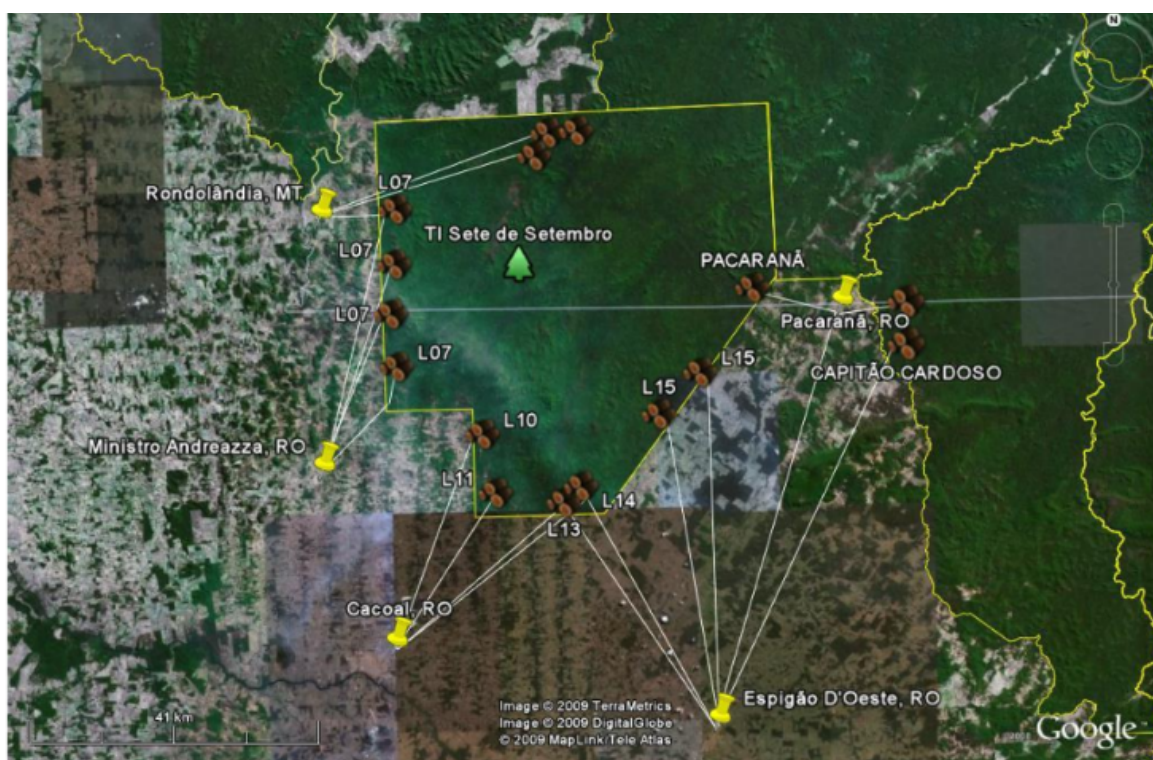 N
L07
Rondolândia, MT
TI Sete de Setembro
L07
PACARANÃ
L07
Pacaranã, RO
L07
L15
CAPITÃO CARDOSO
L15
L10
Ministro Andreazza, RO
L11
L14
L13
Cacoal, RO
Espigão D'Oeste, RO
41 km
Image © 2009 TerraMetrics
Image © 2009 DigitalGlobe
© 2009 MapLink/Tele Atlas
Google